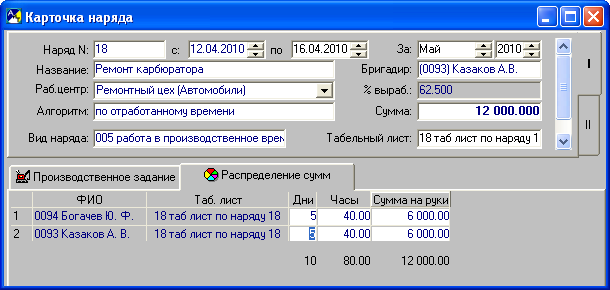 Карточка наряда
Наряд N: 18 с: 12.04.2010 по 16.04.2010 За: Май 2010
Название: Ремонт карбюратора Бригадир: (0093) Казаков А.В.
Раб.центр: Ремонтный цех (Автомобили) % выраб.: 62.500
Алгоритм: по отработанному времени Сумма: 12 000.000
Вид наряда: 005 работа в производственное врем Табельный лист: 18 таб лист по наряду 1
I
II
Производственное задание Распределение сумм
ФИО Таб. лист Дни Часы Сумма на руки
1 0094 Богачев Ю. Ф. 18 таб лист по наряду 18 5 40.00 6 000.00
2 0093 Казаков А. В. 18 таб лист по наряду 18 5 40.00 6 000.00
10 80.00 12 000.00